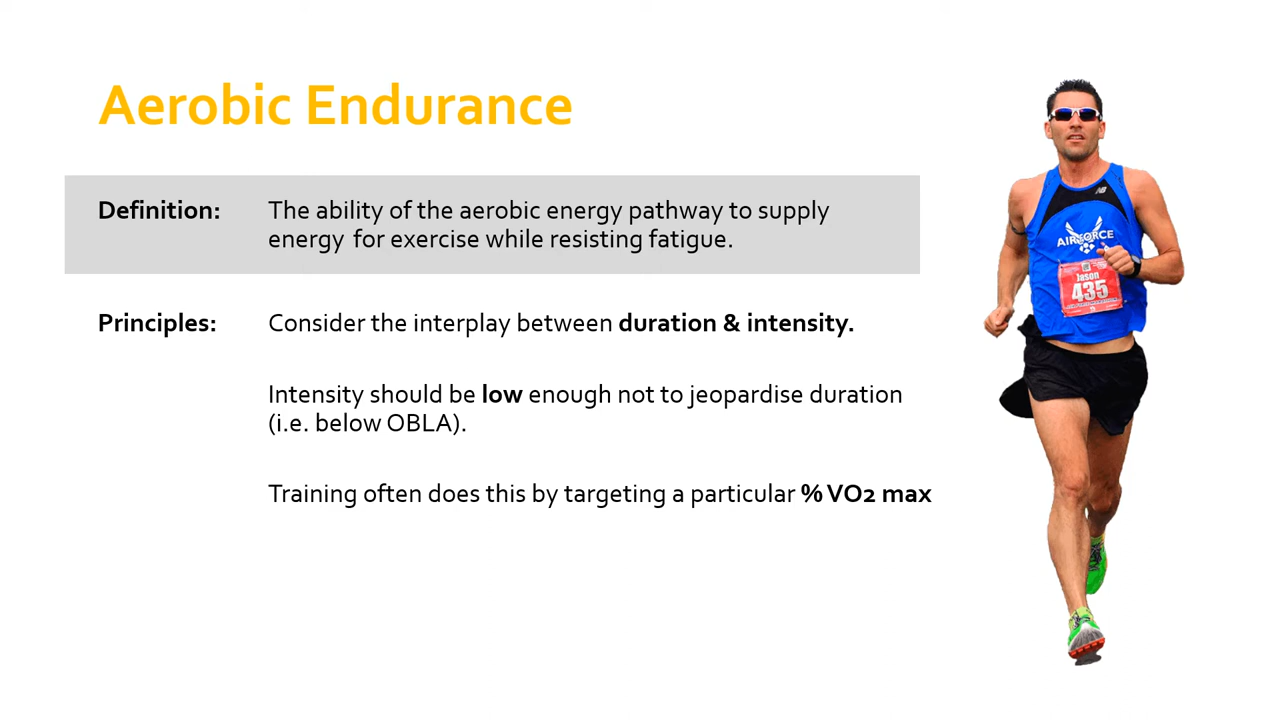 Aerobic Endurance
Definition: The ability of the aerobic energy pathway to supply
energy for exercise while resisting fatigue.
Principles: Consider the interplay between duration & intensity.
Intensity should be low enough not to jeopardise duration
(i.e. below OBLA).
Training often does this by targeting a particular % VO2 max
AIR FORCE
Jason
435